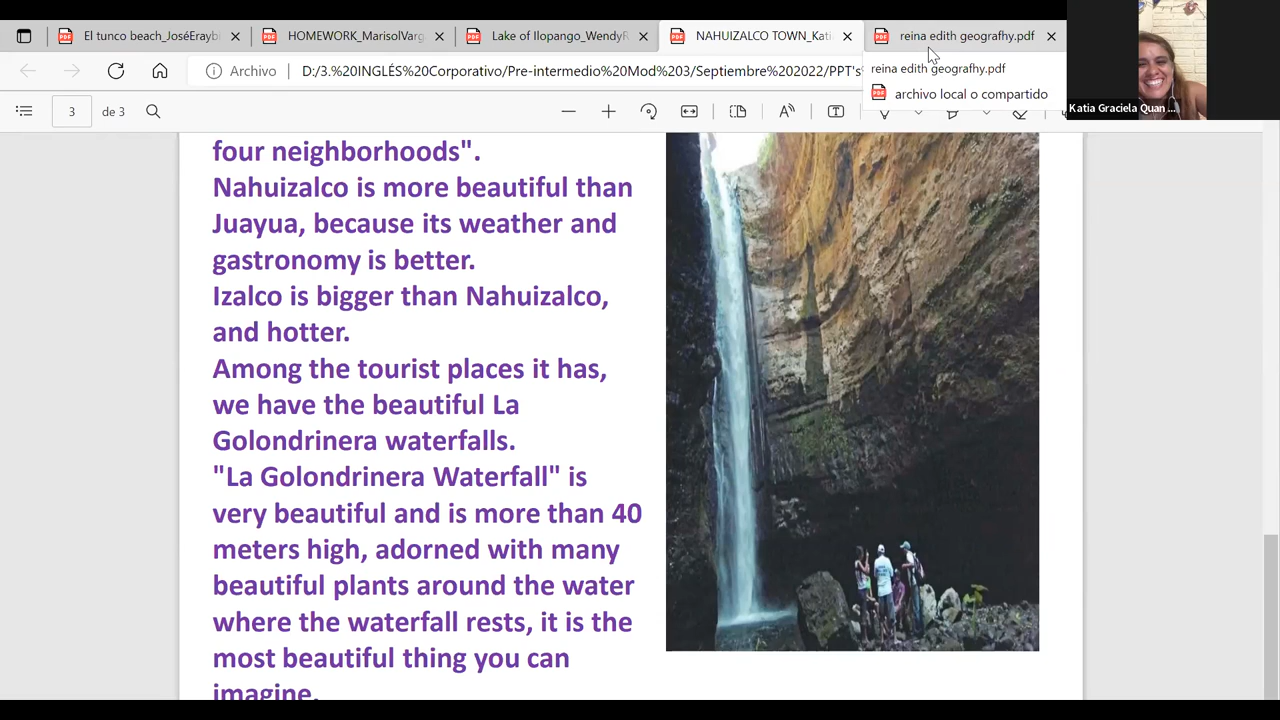 El tunco beach_JoséEraybi
HOMEWORK_MarisolVarg
Lake of Ilopango_WendyR
NAHUIZALCO TOWN_Kati
reina edith geografhy.pdf
Archivo
D:/3.%20INGLÉS%20Corporativo/Pre-intermedio%20Mod%203/Septiembre%202022/PPT's
reina edith geografhy.pdf
archivo local o compartido
Katia Graciela Quan ...
3
de 3
four neighborhoods".
Nahuizalco is more beautiful than
Juayua, because its weather and
gastronomy is better.
Izalco is bigger than Nahuizalco,
and hotter.
Among the tourist places it has,
we have the beautiful La
Golondrinera waterfalls.
"La Golondrinera Waterfall" is
very beautiful and is more than 40
meters high, adorned with many
beautiful plants around the water
where the waterfall rests, it is the
most beautiful thing you can
imagine.